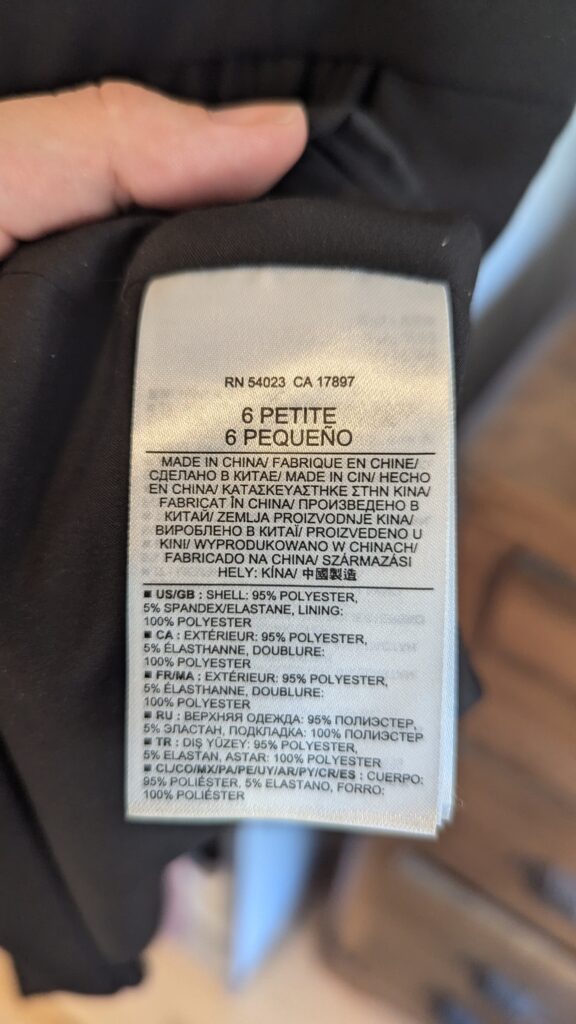 RN 54023 CA 17897
6 PETITE
6 PEQUEÑO
MADE IN CHINA/ FABRIQUE EN CHINE/
СДЕЛАНО В КИТАЕ/ MADE IN CIN/ HECHO
EN CHINA/ ΚΑΤΑΣΚΕΥΑΣΤΗΚΕ ΣΤΗΝ ΚΙΝΑ/
FABRICAT ÎN CHINA/ ПРОИЗВЕДЕНО В
КИТАЙ/ ZEMLJA PROIZVODNJE KINA/
ВИРОБЛЕНО В КИТАЇ/ PROIZVEDENO U
KINI/ WYPRODUKOWANO W CHINACH/
FABRICADO NA CHINA/ SZÁRMAZÁSI
HELY: KÍNA/ 中國製造
■ US/GB : SHELL: 95% POLYESTER,
5% SPANDEX/ELASTANE, LINING:
100% POLYESTER
■ CA : EXTÉRIEUR: 95% POLYESTER,
5% ÉLASTHANNE, DOUBLURE:
100% POLYESTER
■ FR/MA : EXTÉRIEUR: 95% POLYESTER,
5% ÉLASTHANNE, DOUBLURE:
100% POLYESTER
■ RU : ВЕРХНЯЯ ОДЕЖДА: 95% ПОЛИЭСТЕР,
5% ЭЛАСТАН, ПОДКЛАДКА: 100% ПОЛИЭСТЕР
■ TR : DIŞ YÜZEY: 95% POLYESTER,
5% ELASTAN, ASTAR: 100% POLYESTER
■ CL/CO/MX/PA/PE/UY/AR/PY/CR/ES : CUERPO:
95% POLIÉSTER, 5% ELASTANO, FORRO:
100% POLIÉSTER